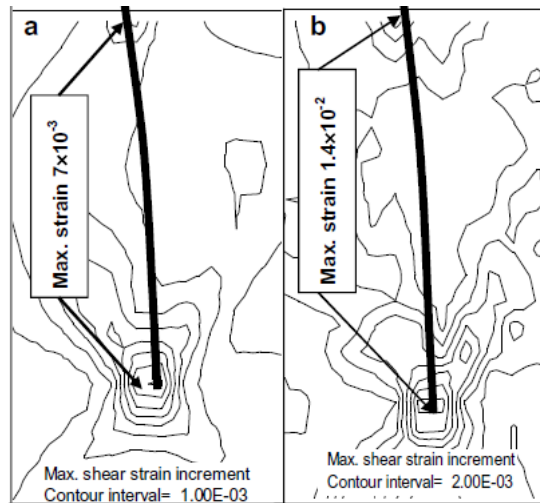 a
Max. strain 7×10⁻³
Max. shear strain increment
Contour interval= 1.00E-03
b
Max. strain 1.4×10⁻²
Max. shear strain increment
Contour interval= 2.00E-03